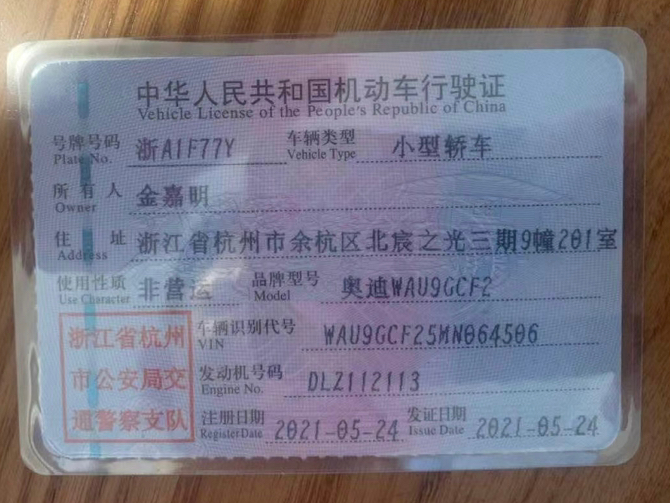 中华人民共和国机动车行驶证
Vehicle License of the People's Republic of China
号牌号码 浙A1F77Y 车辆类型 小型轿车
Plate No. Vehicle Type
所有人 金嘉明
Owner
住址 浙江省杭州市余杭区北宸之光三期9幢201室
Address
使用性质 非营运 品牌型号 奥迪WAU9GCF2
Use Character Model
浙江省杭州 车辆识别代号 WAU9GCF25MN064506
VIN
市公安局交 发动机号码 DLZ112113
Engine No.
通警察支队 注册日期 2021-05-24 发证日期 2021-05-24
Register Date Issue Date